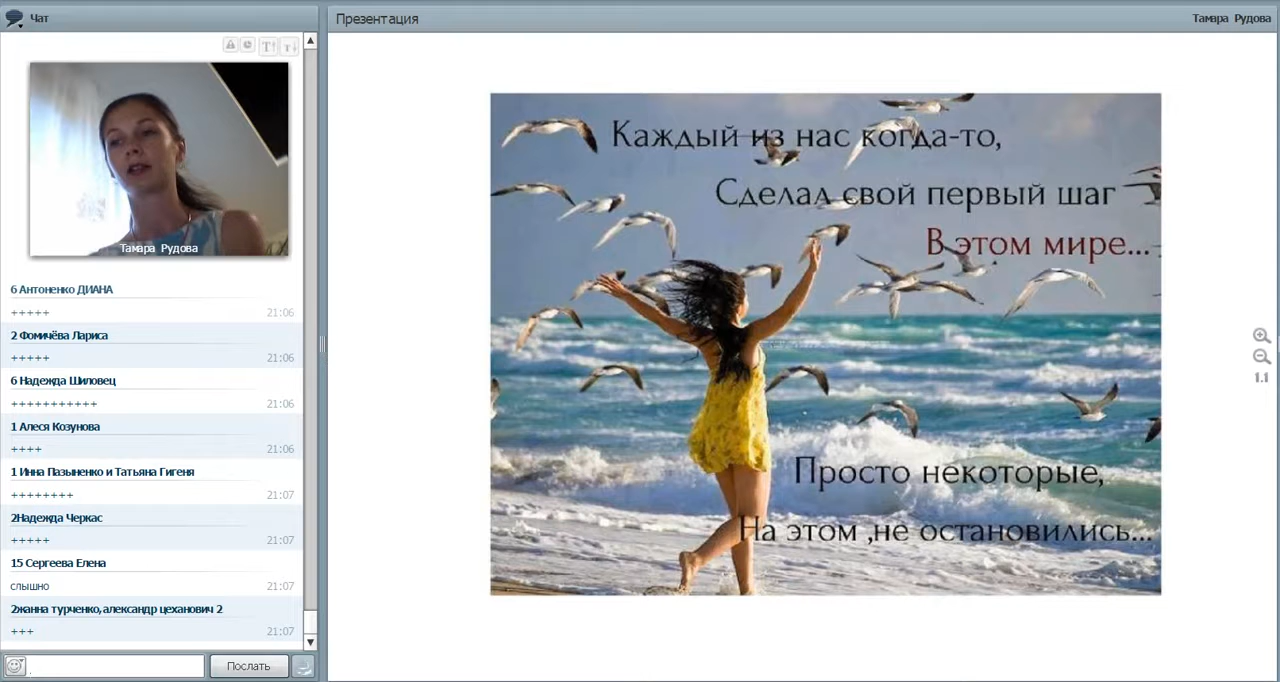 Чат
Тамара Рудова
6 Антоненко ДИАНА
+++++ 21:06
2 Фомичёва Лариса
+++++ 21:06
6 Надежда Шиловец
+++++++++++ 21:06
1 Алеся Козунова
++++ 21:06
1 Инна Пазыненко и Татьяна Гигеня
++++++++ 21:07
2Надежда Черкас
+++++ 21:07
15 Сергеева Елена
слышно 21:07
2жанна турченко,александр цеханович 2
+++ 21:07
Послать
Презентация
Тамара Рудова
Каждый из нас когда-то,
Сделал свой первый шаг
В этом мире...
Просто некоторые,
На этом ,не остановились...
1.1